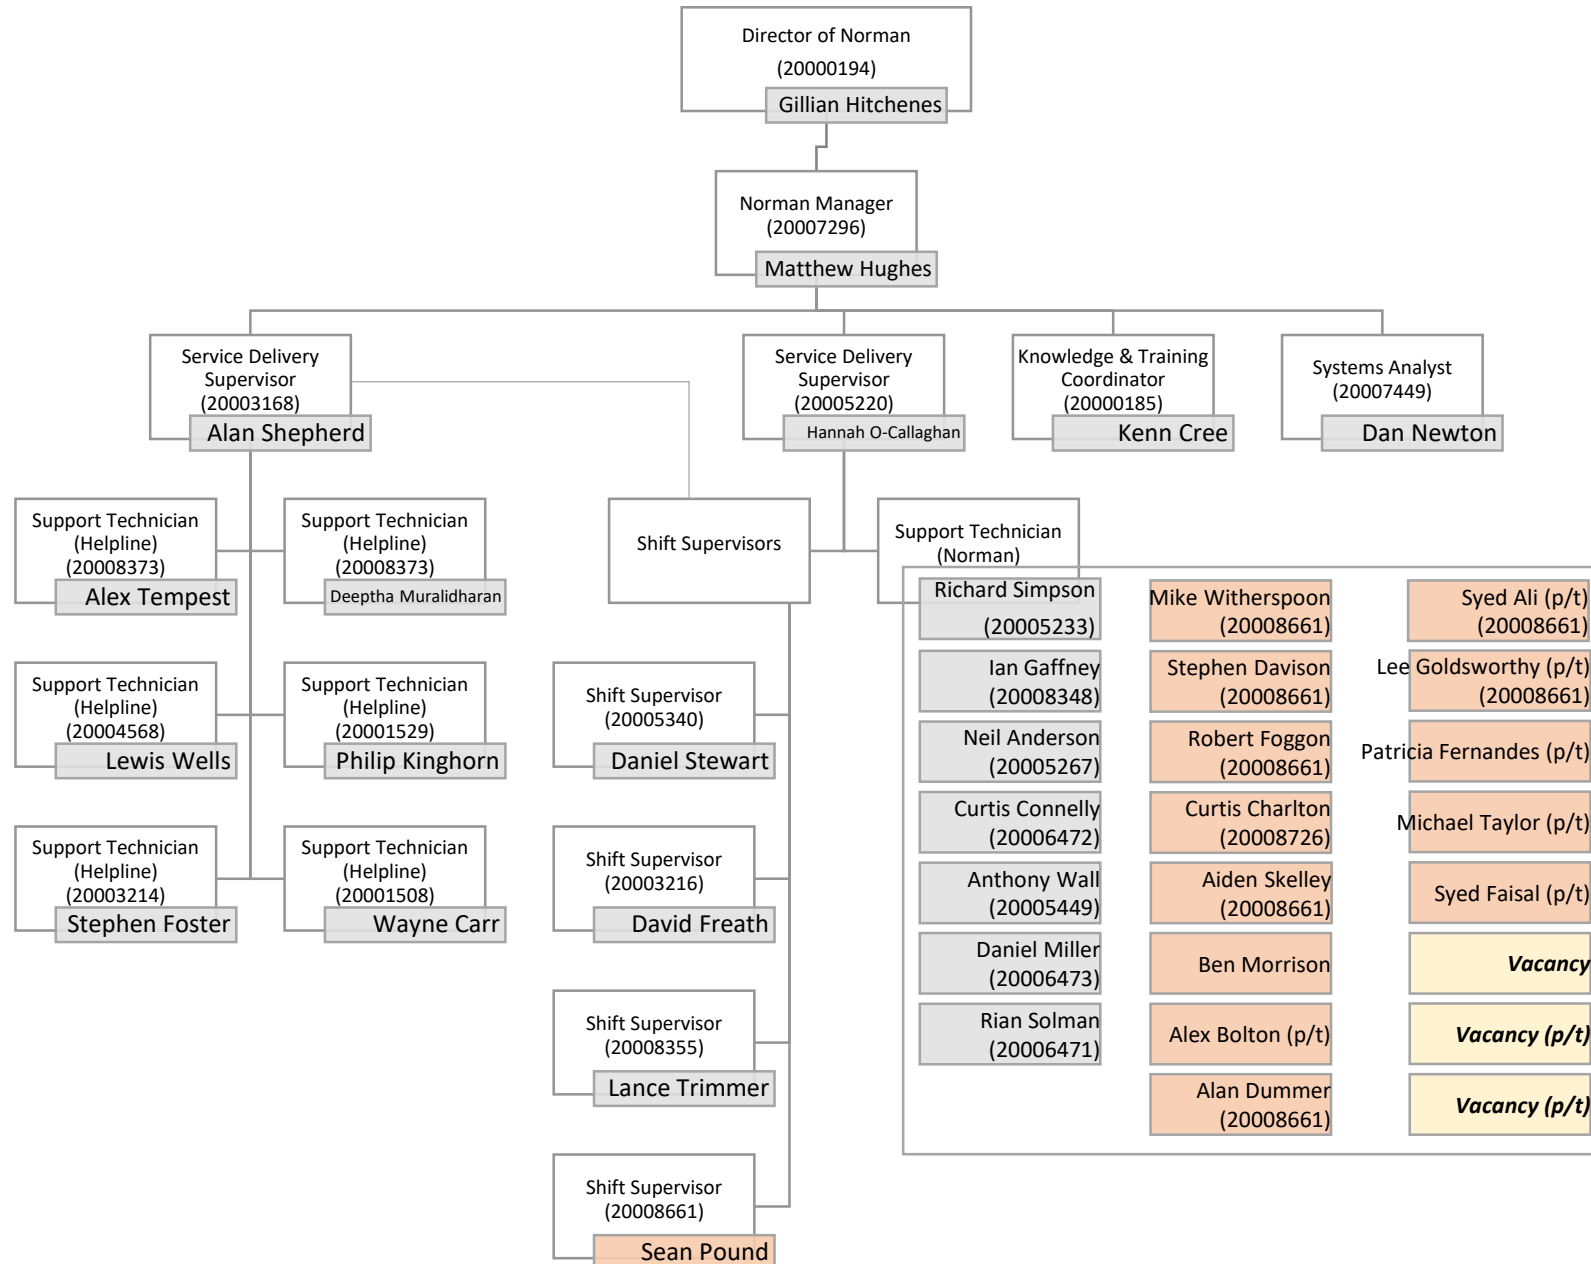 Director of Norman
(20000194)
Gillian Hitchenes
Norman Manager
(20007296)
Matthew Hughes
Service Delivery
Supervisor
(20003168)
Alan Shepherd
Service Delivery
Supervisor
(20005220)
Hannah O-Callaghan
Knowledge & Training
Coordinator
(20000185)
Kenn Cree
Systems Analyst
(20007449)
Dan Newton
Support Technician
(Helpline)
(20008373)
Alex Tempest
Support Technician
(Helpline)
(20008373)
Deeptha Muralidharan
Support Technician
(Helpline)
(20004568)
Lewis Wells
Support Technician
(Helpline)
(20001529)
Philip Kinghorn
Support Technician
(Helpline)
(20003214)
Stephen Foster
Support Technician
(Helpline)
(20001508)
Wayne Carr
Shift Supervisors
Shift Supervisor
(20005340)
Daniel Stewart
Shift Supervisor
(20003216)
David Freath
Shift Supervisor
(20008355)
Lance Trimmer
Shift Supervisor
(20008661)
Sean Pound
Support Technician
(Norman)
Richard Simpson
(20005233)
Ian Gaffney
(20008348)
Neil Anderson
(20005267)
Curtis Connelly
(20006472)
Anthony Wall
(20005449)
Daniel Miller
(20006473)
Rian Solman
(20006471)
Mike Witherspoon
(20008661)
Stephen Davison
(20008661)
Robert Foggon
(20008661)
Curtis Charlton
(20008726)
Aiden Skelley
(20008661)
Ben Morrison
Alex Bolton (p/t)
Alan Dummer
(20008661)
Syed Ali (p/t)
(20008661)
Lee Goldsworthy (p/t)
(20008661)
Patricia Fernandes (p/t)
Michael Taylor (p/t)
Syed Faisal (p/t)
Vacancy
Vacancy (p/t)
Vacancy (p/t)